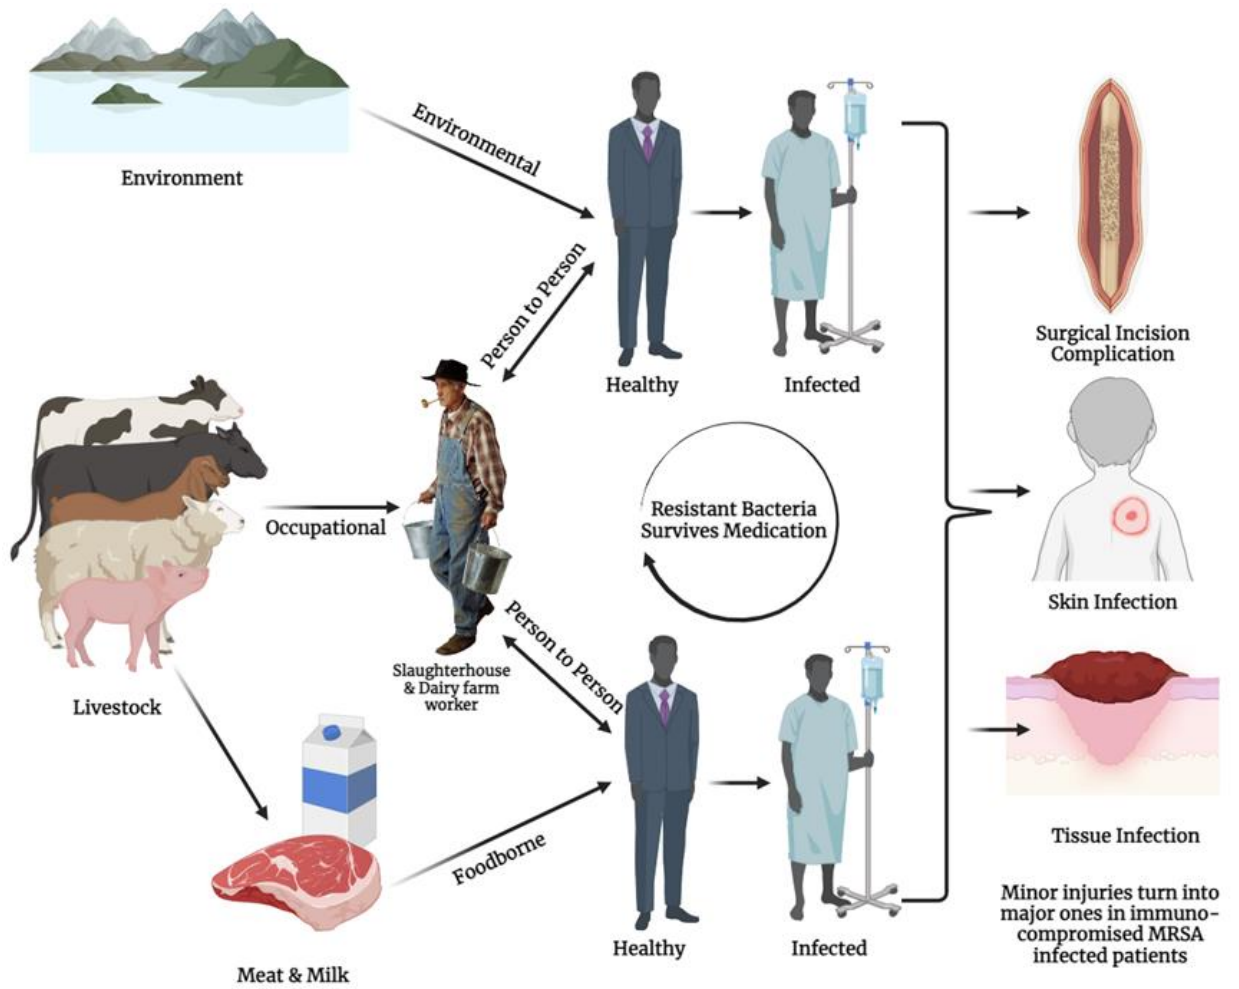 Environment
Environmental
Person to Person
Healthy
Infected
Surgical Incision
Complication
Occupational
Resistant Bacteria
Survives Medication
Skin Infection
Livestock
Slaughterhouse
& Dairy farm
worker
Person to Person
Foodborne
Meat & Milk
Healthy
Infected
Tissue Infection
Minor injuries turn into
major ones in immuno-
compromised MRSA
infected patients